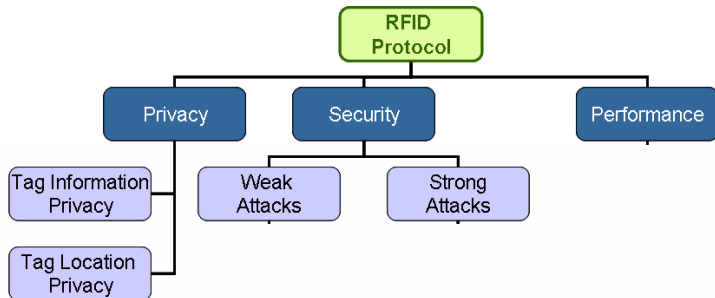 RFID
Protocol
Privacy
Security
Performance
Tag Information
Privacy
Weak
Attacks
Strong
Attacks
Tag Location
Privacy